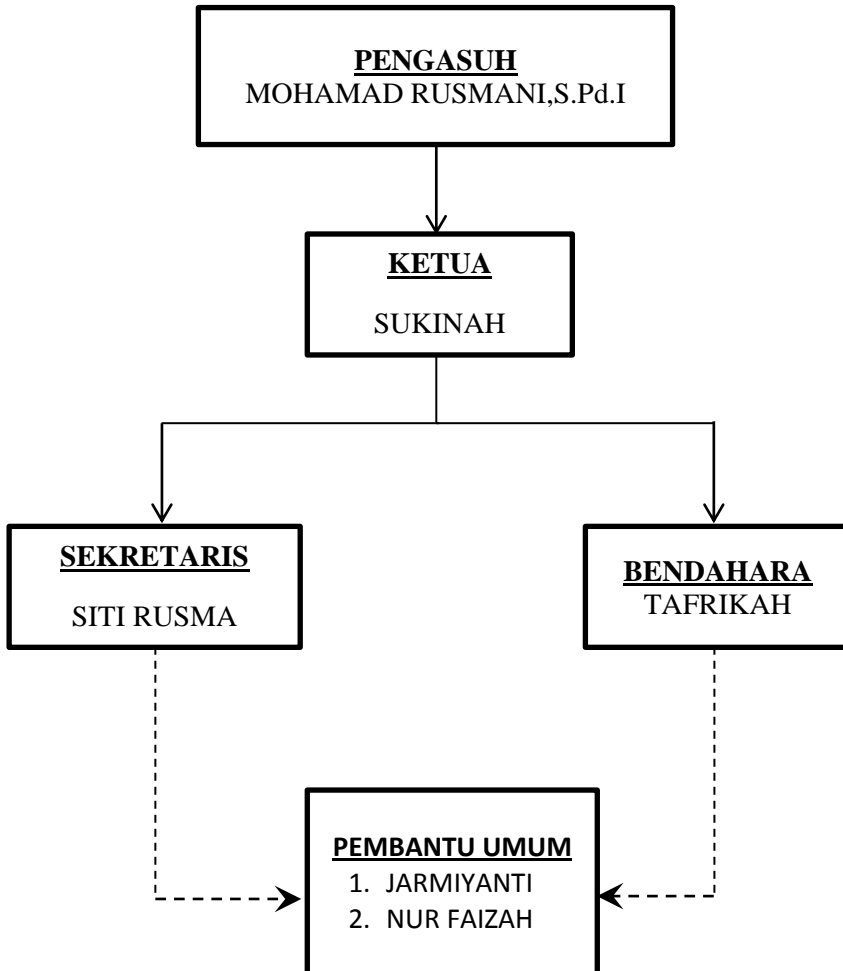 PENGASUH
MOHAMAD RUSMANI,S.Pd.I
KETUA
SUKINAH
SEKRETARIS
SITI RUSMA
BENDAHARA
TAFRIKAH
PEMBANTU UMUM
1. JARMIYANTI
2. NUR FAIZAH